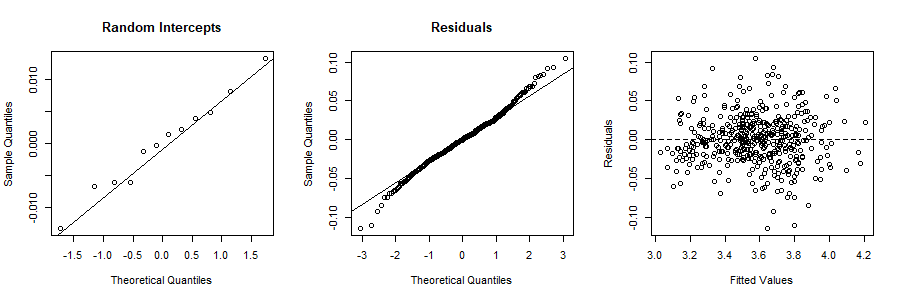 Random Intercepts
Sample Quantiles
0.010
0.000
-0.010
-1.5 -1.0 -0.5 0.0 0.5 1.0 1.5
Theoretical Quantiles
Residuals
Sample Quantiles
0.10
0.05
0.00
-0.05
-0.10
-3 -2 -1 0 1 2 3
Theoretical Quantiles
Residuals
0.10
0.05
0.00
-0.05
-0.10
3.0 3.2 3.4 3.6 3.8 4.0 4.2
Fitted Values